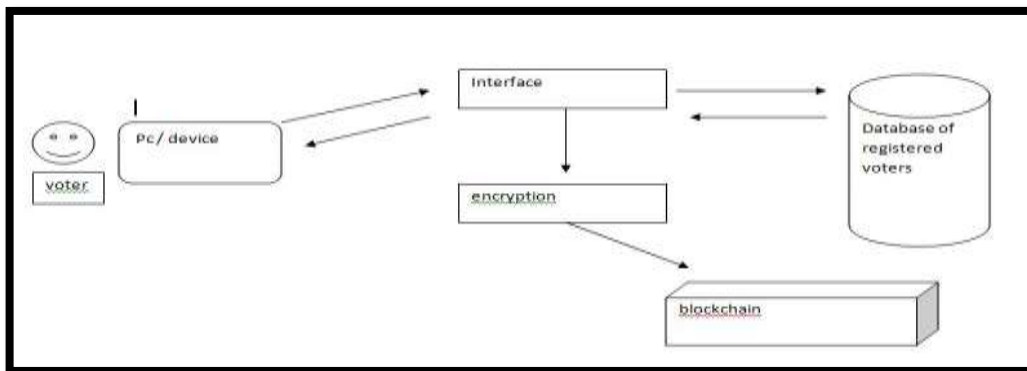 Interface
Pc/ device
Database of
registered
voters
voter
encryption
blockchain